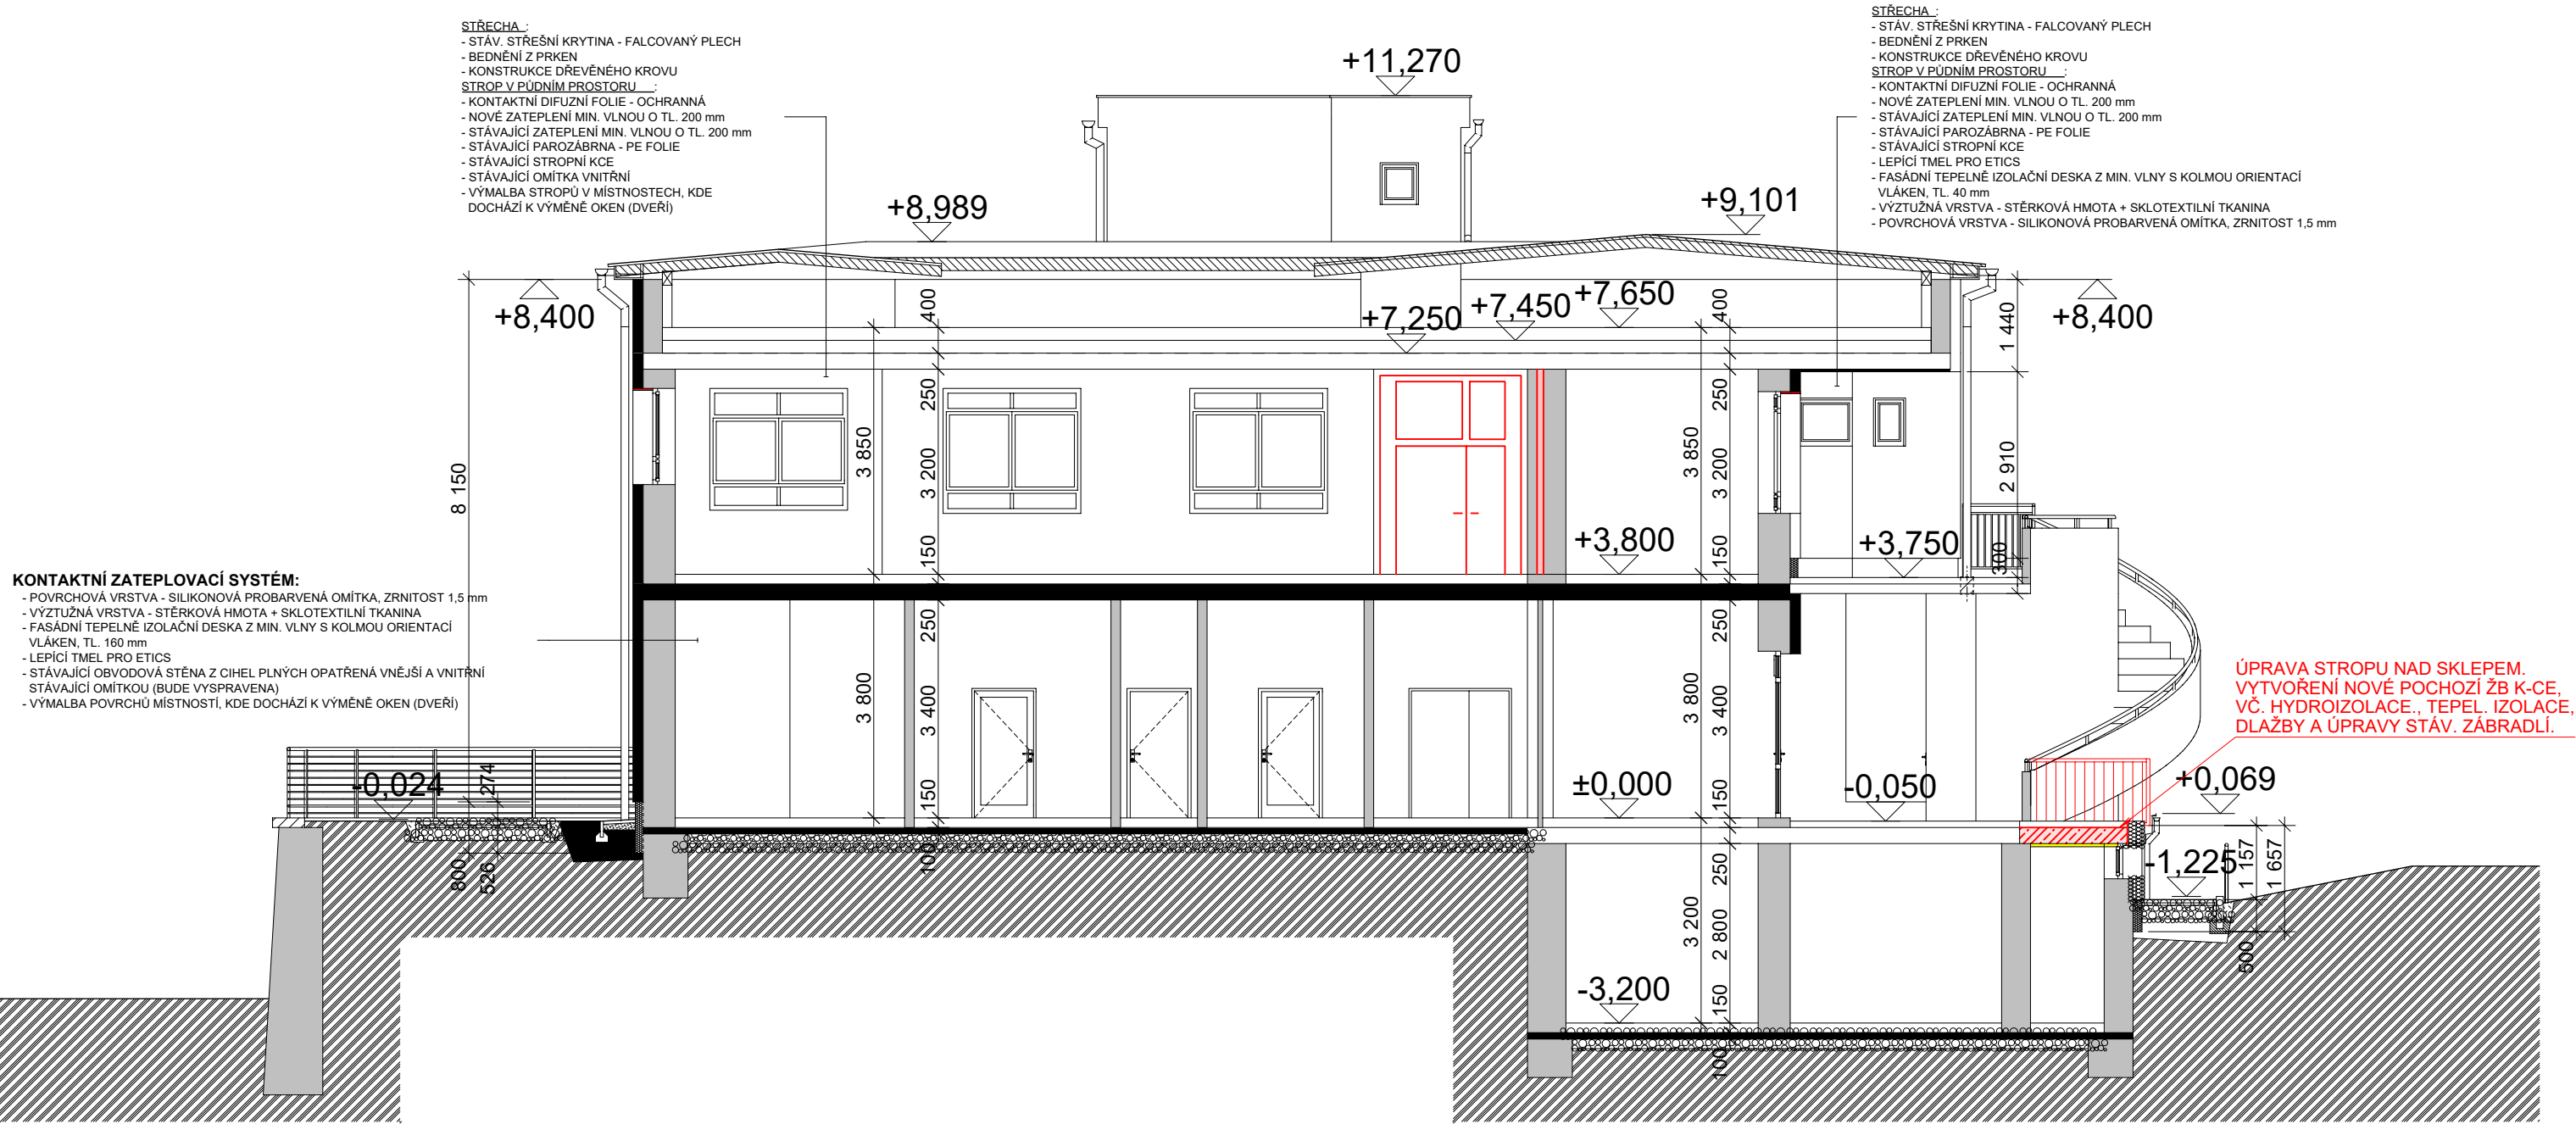 STŘECHA :
- STÁV. STŘEŠNÍ KRYTINA - FALCOVANÝ PLECH
- BEDNĚNÍ Z PRKEN
- KONSTRUKCE DŘEVĚNÉHO KROVU
STROP V PŮDNÍM PROSTORU :
- KONTAKTNÍ DIFUZNÍ FOLIE - OCHRANNÁ
- NOVÉ ZATEPLENÍ MIN. VLNOU O TL. 200 mm
- STÁVAJÍCÍ ZATEPLENÍ MIN. VLNOU O TL. 200 mm
- STÁVAJÍCÍ PAROZÁBRNA - PE FOLIE
- STÁVAJÍCÍ STROPNÍ KCE
- STÁVAJÍCÍ OMÍTKA VNITŘNÍ
- VÝMALBA STROPŮ V MÍSTNOSTECH, KDE
DOCHÁZÍ K VÝMĚNĚ OKEN (DVEŘÍ)
STŘECHA :
- STÁV. STŘEŠNÍ KRYTINA - FALCOVANÝ PLECH
- BEDNĚNÍ Z PRKEN
- KONSTRUKCE DŘEVĚNÉHO KROVU
STROP V PŮDNÍM PROSTORU :
- KONTAKTNÍ DIFUZNÍ FOLIE - OCHRANNÁ
- NOVÉ ZATEPLENÍ MIN. VLNOU O TL. 200 mm
- STÁVAJÍCÍ ZATEPLENÍ MIN. VLNOU O TL. 200 mm
- STÁVAJÍCÍ PAROZÁBRNA - PE FOLIE
- STÁVAJÍCÍ STROPNÍ KCE
- LEPÍCÍ TMEL PRO ETICS
- FASÁDNÍ TEPELNĚ IZOLAČNÍ DESKA Z MIN. VLNY S KOLMOU ORIENTACÍ
VLÁKEN, TL. 40 mm
- VÝZTUŽNÁ VRSTVA - STĚRKOVÁ HMOTA + SKLOTEXTILNÍ TKANINA
- POVRCHOVÁ VRSTVA - SILIKONOVÁ PROBARVENÁ OMÍTKA, ZRNITOST 1,5 mm
+11,270
+8,989
+9,101
+8,400
+7,250
+7,450
+7,650
+8,400
400
400
1 440
8 150
3 850
250
3 200
150
3 850
250
3 200
150
2 910
300
+3,800
+3,750
KONTAKTNÍ ZATEPLOVACÍ SYSTÉM:
- POVRCHOVÁ VRSTVA - SILIKONOVÁ PROBARVENÁ OMÍTKA, ZRNITOST 1,5 mm
- VÝZTUŽNÁ VRSTVA - STĚRKOVÁ HMOTA + SKLOTEXTILNÍ TKANINA
- FASÁDNÍ TEPELNĚ IZOLAČNÍ DESKA Z MIN. VLNY S KOLMOU ORIENTACÍ
VLÁKEN, TL. 160 mm
- LEPÍCÍ TMEL PRO ETICS
- STÁVAJÍCÍ OBVODOVÁ STĚNA Z CIHEL PLNÝCH OPATŘENÁ VNĚJŠÍ A VNITŘNÍ
STÁVAJÍCÍ OMÍTKOU (BUDE VYSPRAVENA)
- VÝMALBA POVRCHŮ MÍSTNOSTÍ, KDE DOCHÁZÍ K VÝMĚNĚ OKEN (DVEŘÍ)
3 800
250
3 400
150
3 800
250
3 400
150
ÚPRAVA STROPU NAD SKLEPEM.
VYTVOŘENÍ NOVÉ POCHOZÍ ŽB K-CE,
VČ. HYDROIZOLACE., TEPEL. IZOLACE,
DLAŽBY A ÚPRAVY STÁV. ZÁBRADLÍ.
-0,024
274
±0,000
-0,050
+0,069
800
526
100
-1,225
1 157
1 657
500
3 200
250
2 800
150
100
-3,200